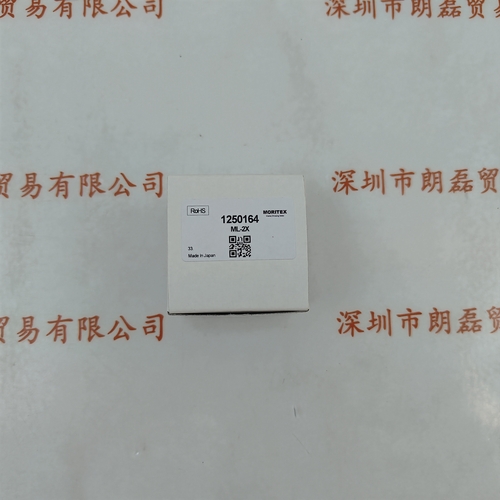 贸易有限公司
深圳市朗磊贸
贸易有限公司
深圳市朗磊贸
RoHS
1250164
MORITEX
ML-2X
33
Made in Japan
贸易有限公司
深圳市朗磊贸